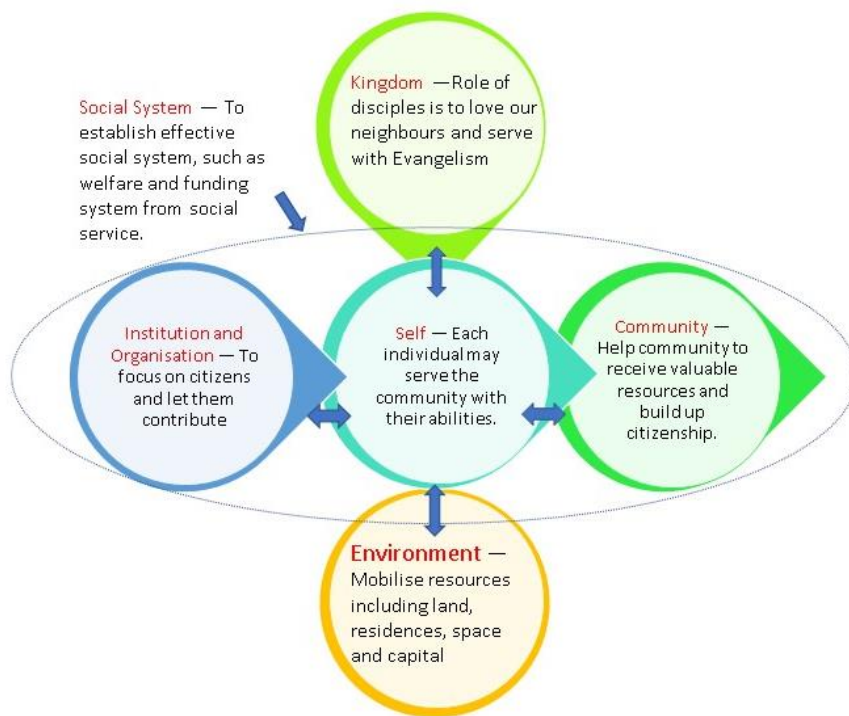 Kingdom — Role of
disciples is to love our
neighbours and serve
with Evangelism
Social System — To
establish effective
social system, such as
welfare and funding
system from social
service.
Institution and
Organisation — To
focus on citizens
and let them
contribute
Self — Each
individual may
serve the
community with
their abilities.
Community —
Help community to
receive valuable
resources and
build up
citizenship.
Environment —
Mobilise resources
including land,
residences, space
and capital